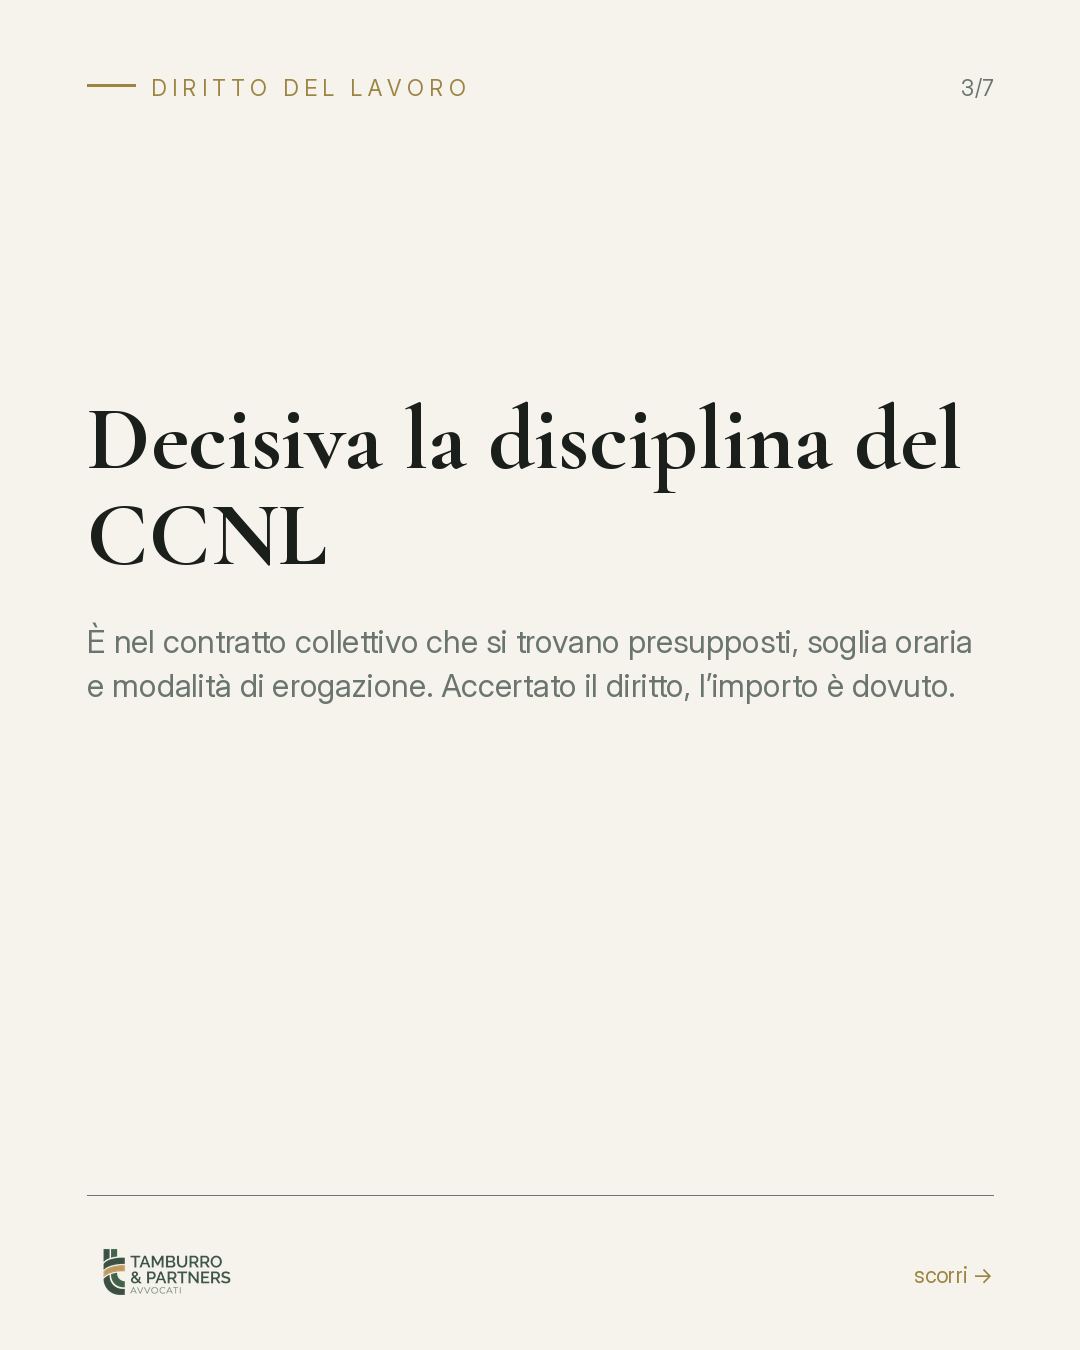 DIRITTO DEL LAVORO
3/7
Decisiva la disciplina del
CCNL
È nel contratto collettivo che si trovano presupposti, soglia oraria
e modalità di erogazione. Accertato il diritto, l’importo è dovuto.
TAMBURRO
& PARTNERS
AVVOCATI
scorri →